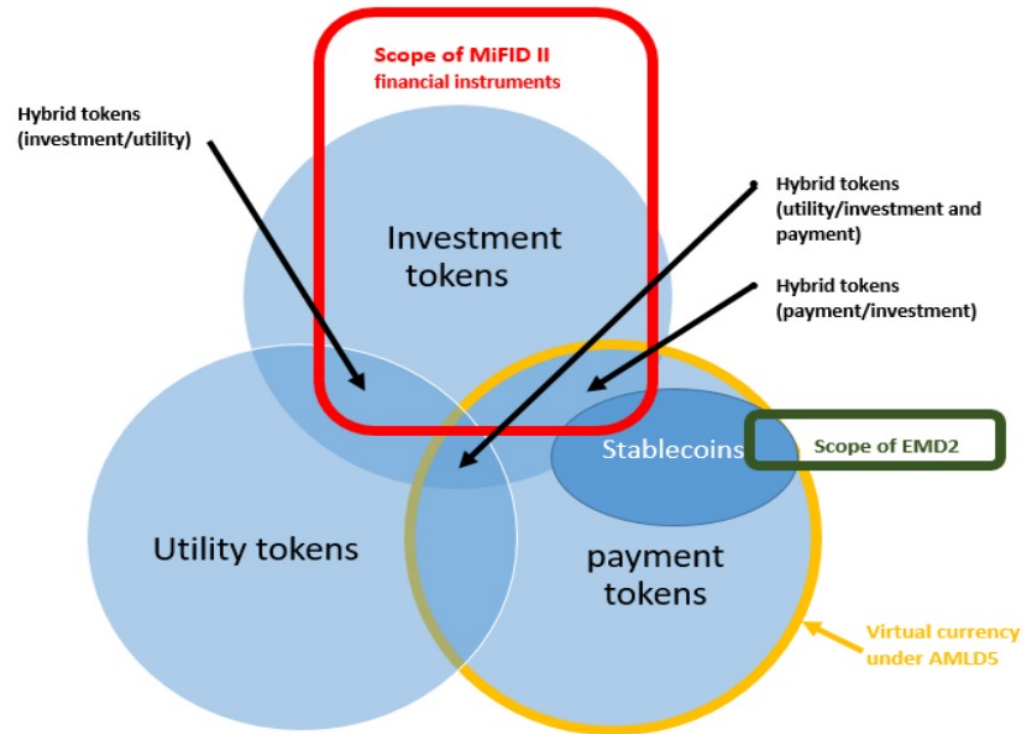 Scope of MiFID II
financial instruments
Hybrid tokens
(investment/utility)
Hybrid tokens
(utility/investment and
payment)
Investment
tokens
Hybrid tokens
(payment/investment)
Stablecoins
Scope of EMD2
Utility tokens
payment
tokens
Virtual currency
under AMLD5